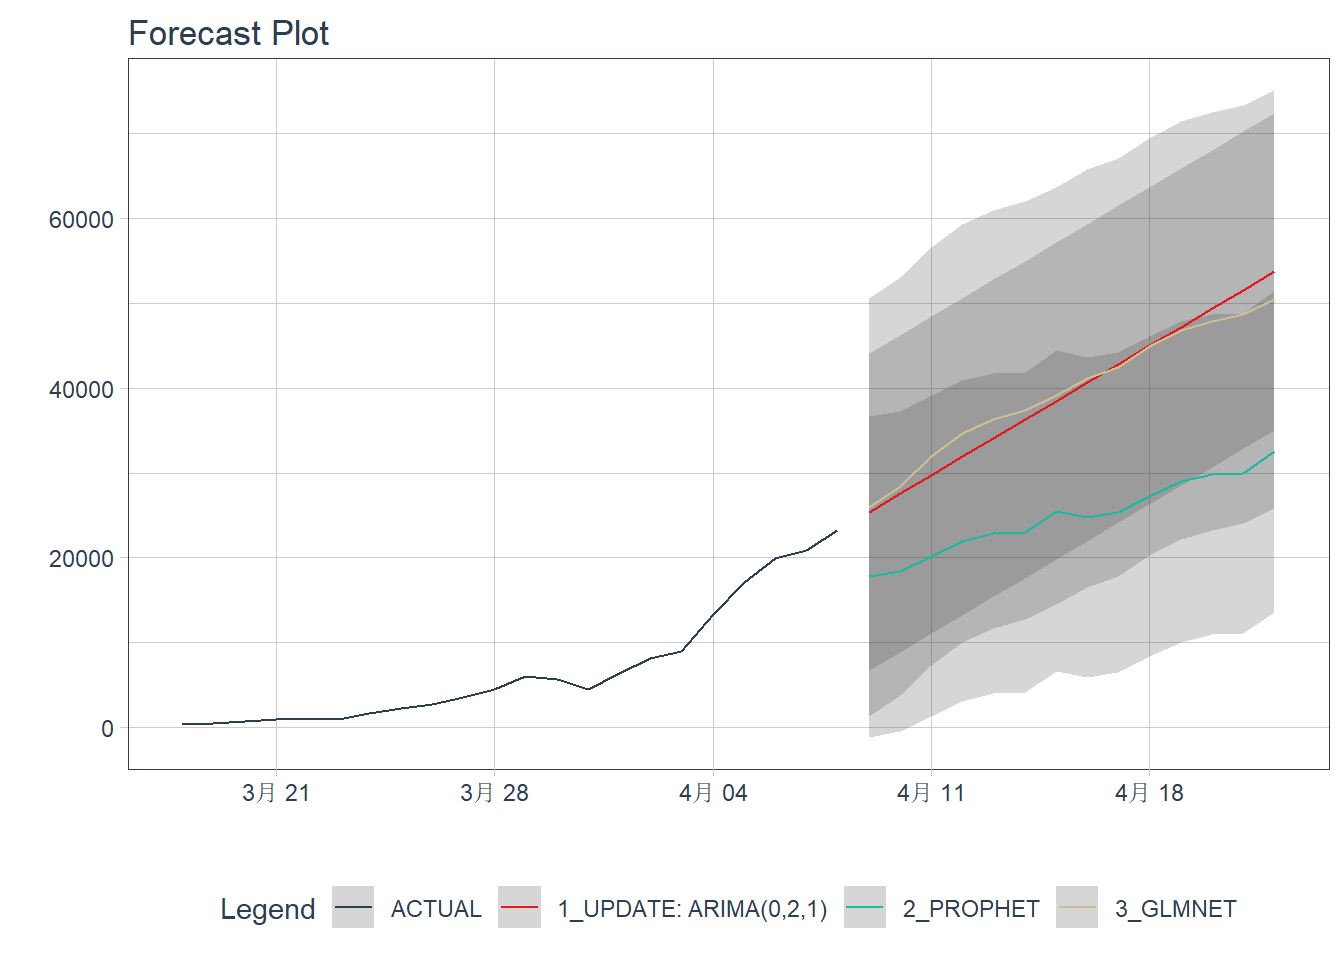 Forecast Plot
60000
40000
20000
0
3月 21 3月 28 4月 04 4月 11 4月 18
Legend ACTUAL 1_UPDATE: ARIMA(0,2,1) 2_PROPHET 3_GLMNET